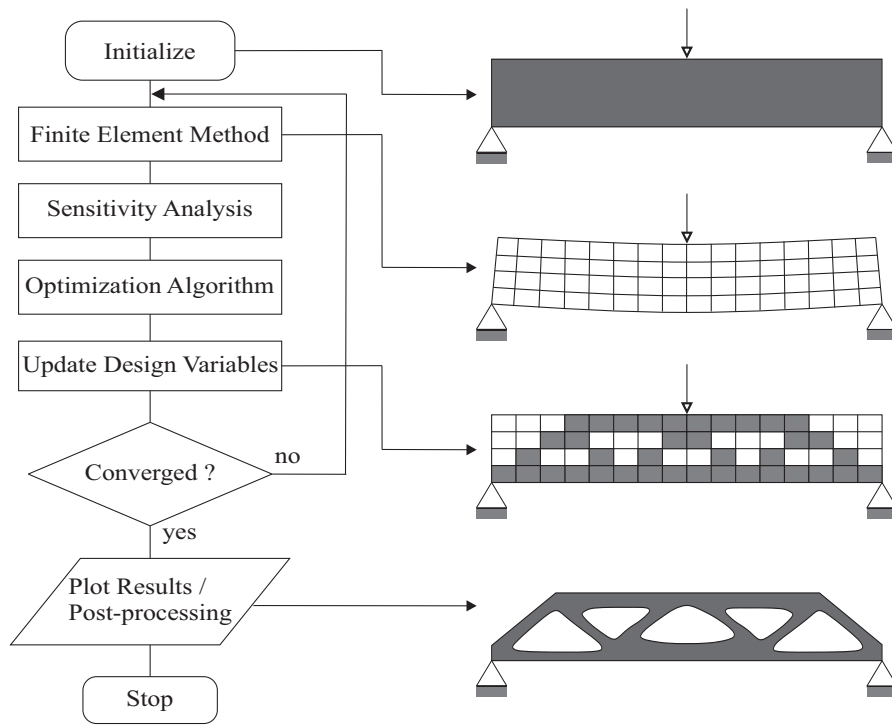 Initialize
Finite Element Method
Sensitivity Analysis
Optimization Algorithm
Update Design Variables
Converged ?
no
yes
Plot Results /
Post-processing
Stop